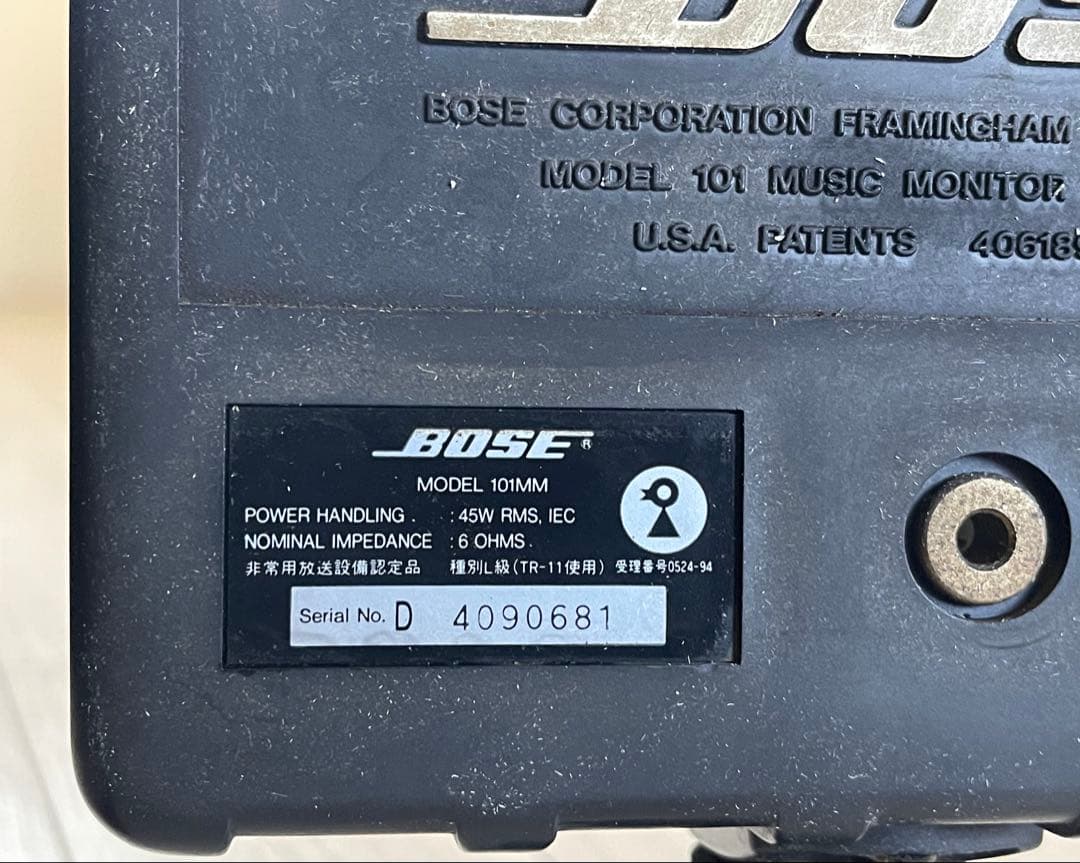 BOSE
BOSE CORPORATION FRAMINGHAM
MODEL 101 MUSIC MONITOR
U.S.A. PATENTS 406183
BOSE®
MODEL 101MM
POWER HANDLING . : 45W RMS, IEC
NOMINAL IMPEDANCE : 6 OHMS.
非常用放送設備認定品 種別L級(TR-11使用) 受理番号0524-94
Serial No. D 4090681